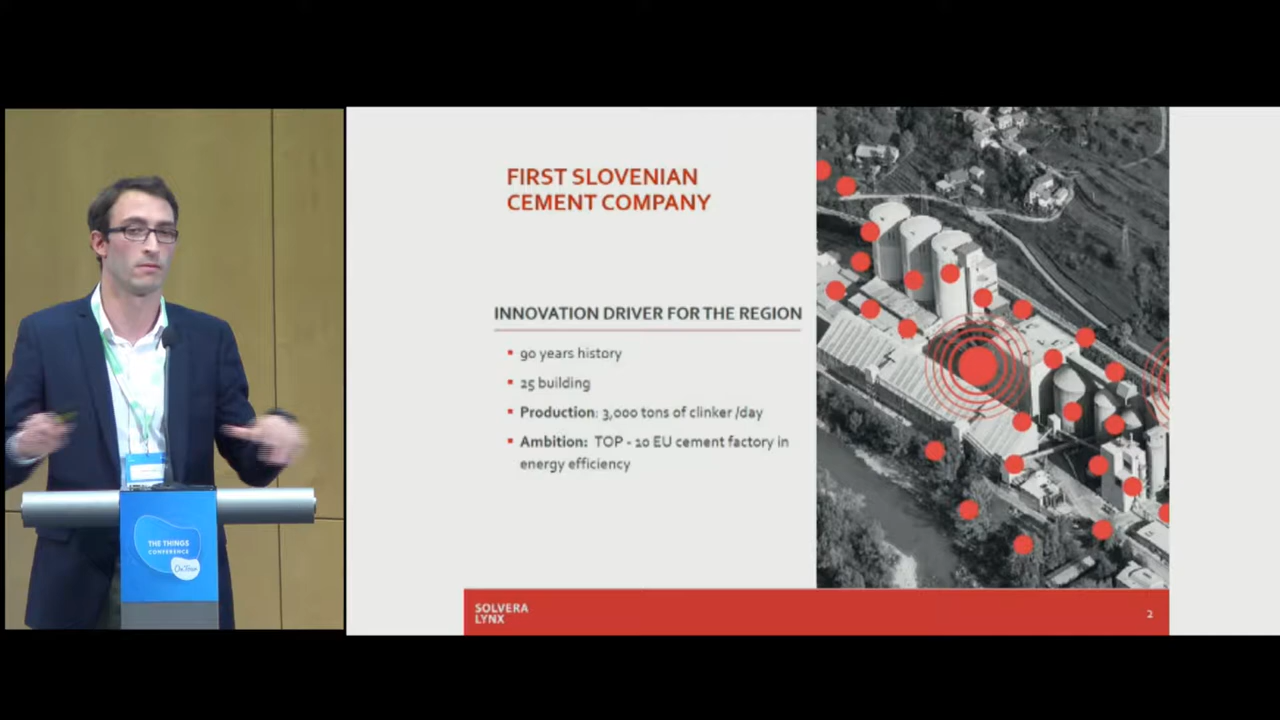 FIRST SLOVENIAN
CEMENT COMPANY
INNOVATION DRIVER FOR THE REGION
90 years history
25 building
Production: 3,000 tons of clinker /day
Ambition: TOP - 10 EU cement factory in
energy efficiency
SOLVERA
LYNX
2
THE THINGS
CONFERENCE